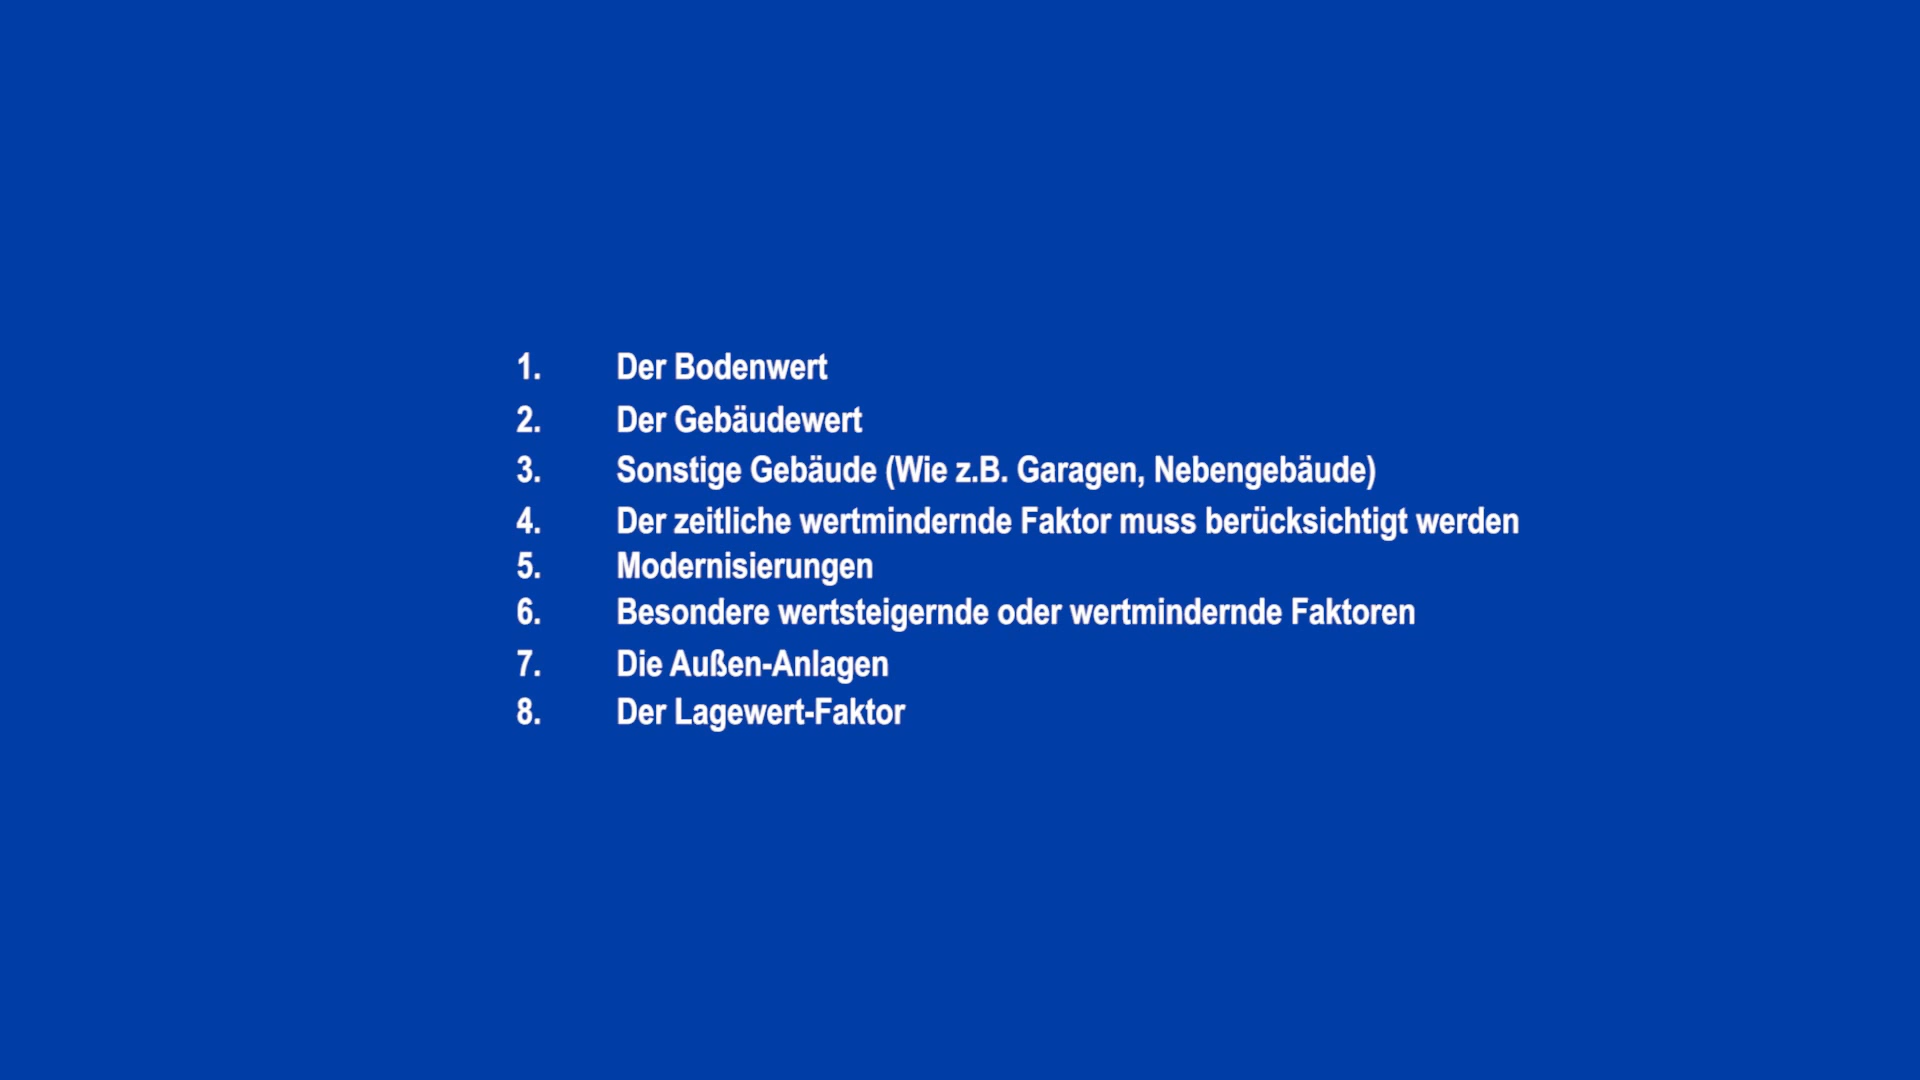 1. Der Bodenwert
2. Der Gebäudewert
3. Sonstige Gebäude (Wie z.B. Garagen, Nebengebäude)
4. Der zeitliche wertmindernde Faktor muss berücksichtigt werden
5. Modernisierungen
6. Besondere wertsteigernde oder wertmindernde Faktoren
7. Die Außen-Anlagen
8. Der Lagewert-Faktor